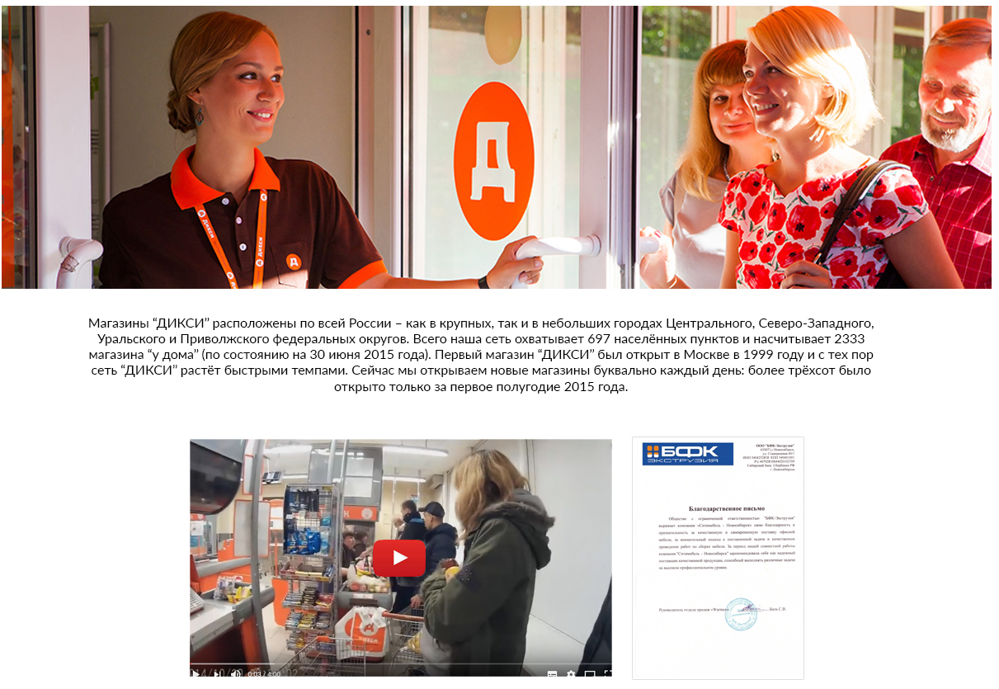 Д
ДИКСИ
ДИКСИ
Д
Магазины “ДИКСИ” расположены по всей России – как в крупных, так и в небольших городах Центрального, Северо-Западного,
Уральского и Приволжского федеральных округов. Всего наша сеть охватывает 697 населённых пунктов и насчитывает 2333
магазина “у дома” (по состоянию на 30 июня 2015 года). Первый магазин “ДИКСИ” был открыт в Москве в 1999 году и с тех пор
сеть “ДИКСИ” растёт быстрыми темпами. Сейчас мы открываем новые магазины буквально каждый день: более трёхсот было
открыто только за первое полугодие 2015 года.
ДИКСИ
0:03 / 4:00
БФК
ЭКСТРУЗИЯ
ООО "БФК-Экструзия"
г. Новосибирск
Благодарственное письмо
Общество с ограниченной ответственностью "БФК-Экструзия"
выражает компании «Ситимебель - Новосибирск» свою благодарность и
признательность за качественную и своевременную поставку офисной
мебели, за внимательный подход к поставленной задаче и качественное
проведение работ по сборке мебели. За период нашей совместной работы
компания "Ситимебель - Новосибирск" зарекомендовала себя как надежный
поставщик качественной продукции, способный выполнять различные задачи
на высоком профессиональном уровне.
Руководитель отдела продаж